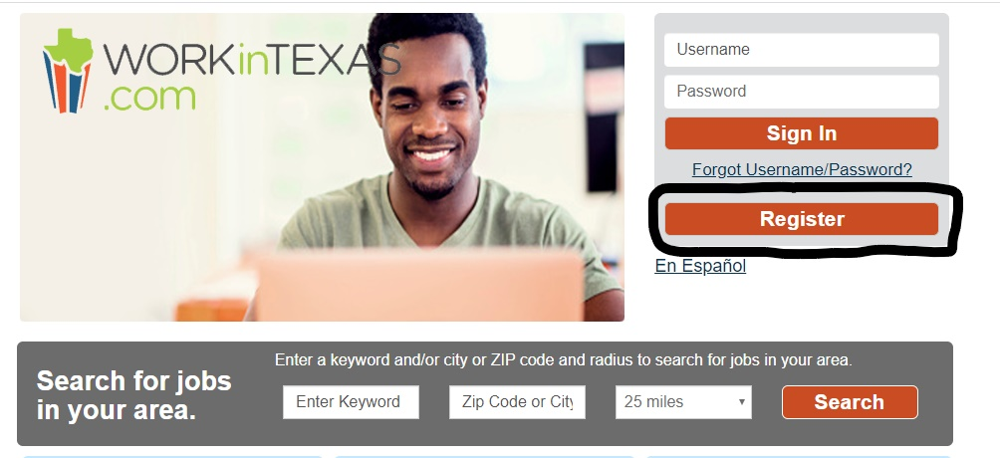 WORKinTEXAS
.com
Username
Password
Sign In
Forgot Username/Password?
Register
En Español
Enter a keyword and/or city or ZIP code and radius to search for jobs in your area.
Search for jobs
in your area.
Enter Keyword
Zip Code or City
25 miles
Search